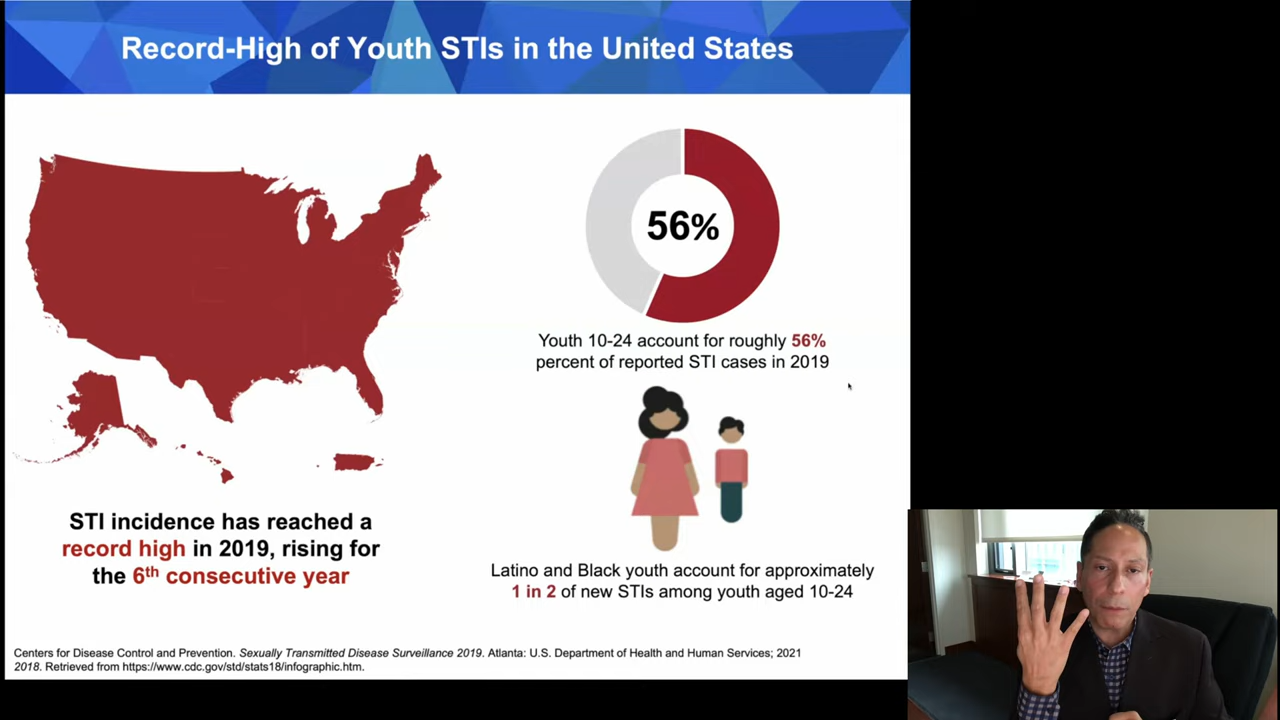 Record-High of Youth STIs in the United States
56%
Youth 10-24 account for roughly 56%
percent of reported STI cases in 2019
STI incidence has reached a
record high in 2019, rising for
the 6th consecutive year
Latino and Black youth account for approximately
1 in 2 of new STIs among youth aged 10-24
Centers for Disease Control and Prevention. Sexually Transmitted Disease Surveillance 2019. Atlanta: U.S. Department of Health and Human Services; 2021
2018. Retrieved from https://www.cdc.gov/std/stats18/infographic.htm.